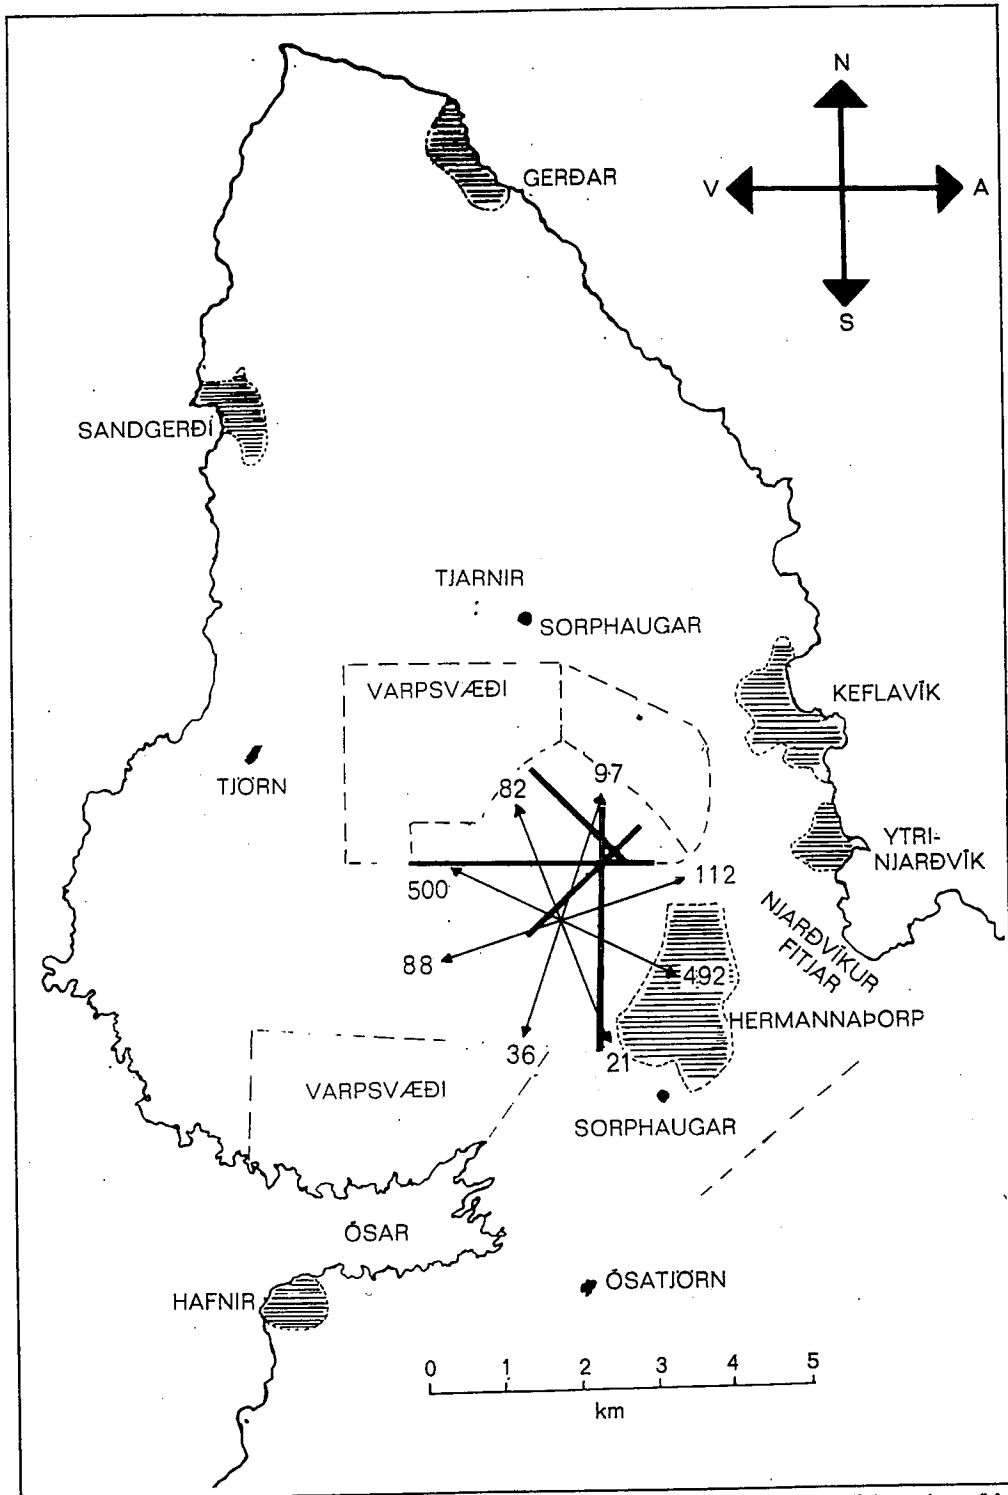 N
GERÐAR
V
A
S
SANDGERÐI
TJARNIR
SORPHAUGAR
VARPSVÆÐI
KEFLAVÍK
TJÖRN
82
97
YTRI-
NJARÐVÍK
500
112
NJARÐVÍKUR
FITJAR
88
492
HERMANNAÞORP
36
21
VARPSVÆÐI
SORPHAUGAR
ÓSAR
HAFNIR
ÓSATJÖRN
0 1 2 3 4 5
km